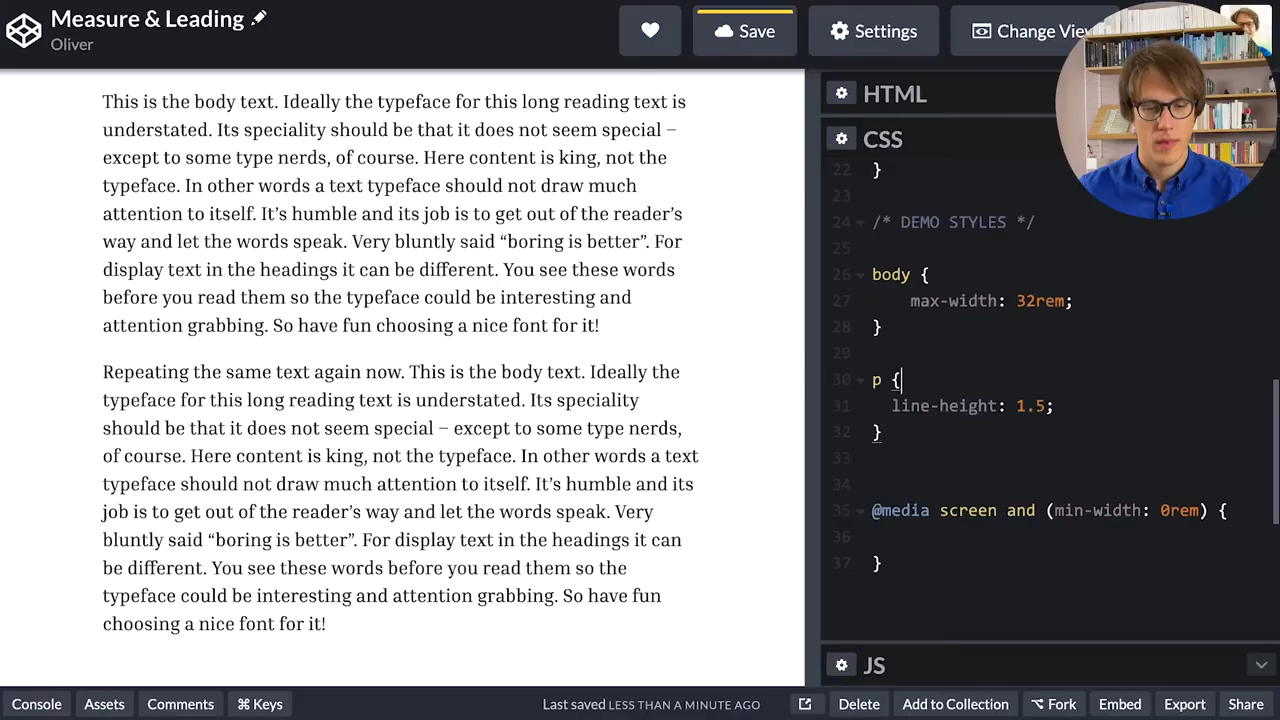 Measure & Leading
Oliver
Save
Settings
Change View
This is the body text. Ideally the typeface for this long reading text is
understated. Its speciality should be that it does not seem special –
except to some type nerds, of course. Here content is king, not the
typeface. In other words a text typeface should not draw much
attention to itself. It’s humble and its job is to get out of the reader’s
way and let the words speak. Very bluntly said “boring is better”. For
display text in the headings it can be different. You see these words
before you read them so the typeface could be interesting and
attention grabbing. So have fun choosing a nice font for it!
Repeating the same text again now. This is the body text. Ideally the
typeface for this long reading text is understated. Its speciality
should be that it does not seem special – except to some type nerds,
of course. Here content is king, not the typeface. In other words a text
typeface should not draw much attention to itself. It’s humble and its
job is to get out of the reader’s way and let the words speak. Very
bluntly said “boring is better”. For display text in the headings it can
be different. You see these words before you read them so the
typeface could be interesting and attention grabbing. So have fun
choosing a nice font for it!
HTML
CSS
22 }
23
24 /* DEMO STYLES */
25
26 body {
27 max-width: 32rem;
28 }
29
30 p {
31 line-height: 1.5;
32 }
33
34
35 @media screen and (min-width: 0rem) {
36
37 }
JS
Console
Assets
Comments
⌘ Keys
Last saved LESS THAN A MINUTE AGO
Delete
Add to Collection
Fork
Embed
Export
Share